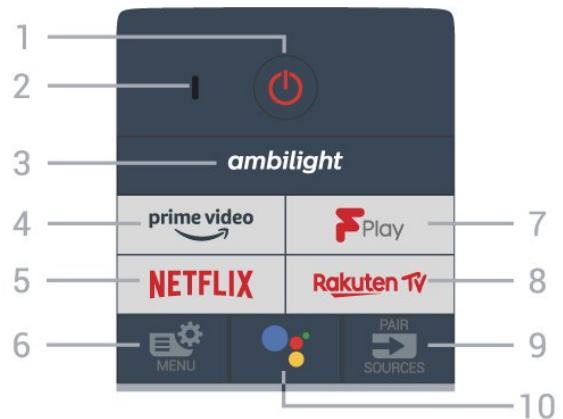 1
2
3
ambilight
4
prime video
Play
7
5
NETFLIX
Rakuten TV
8
6
MENU
PAIR
SOURCES
9
10